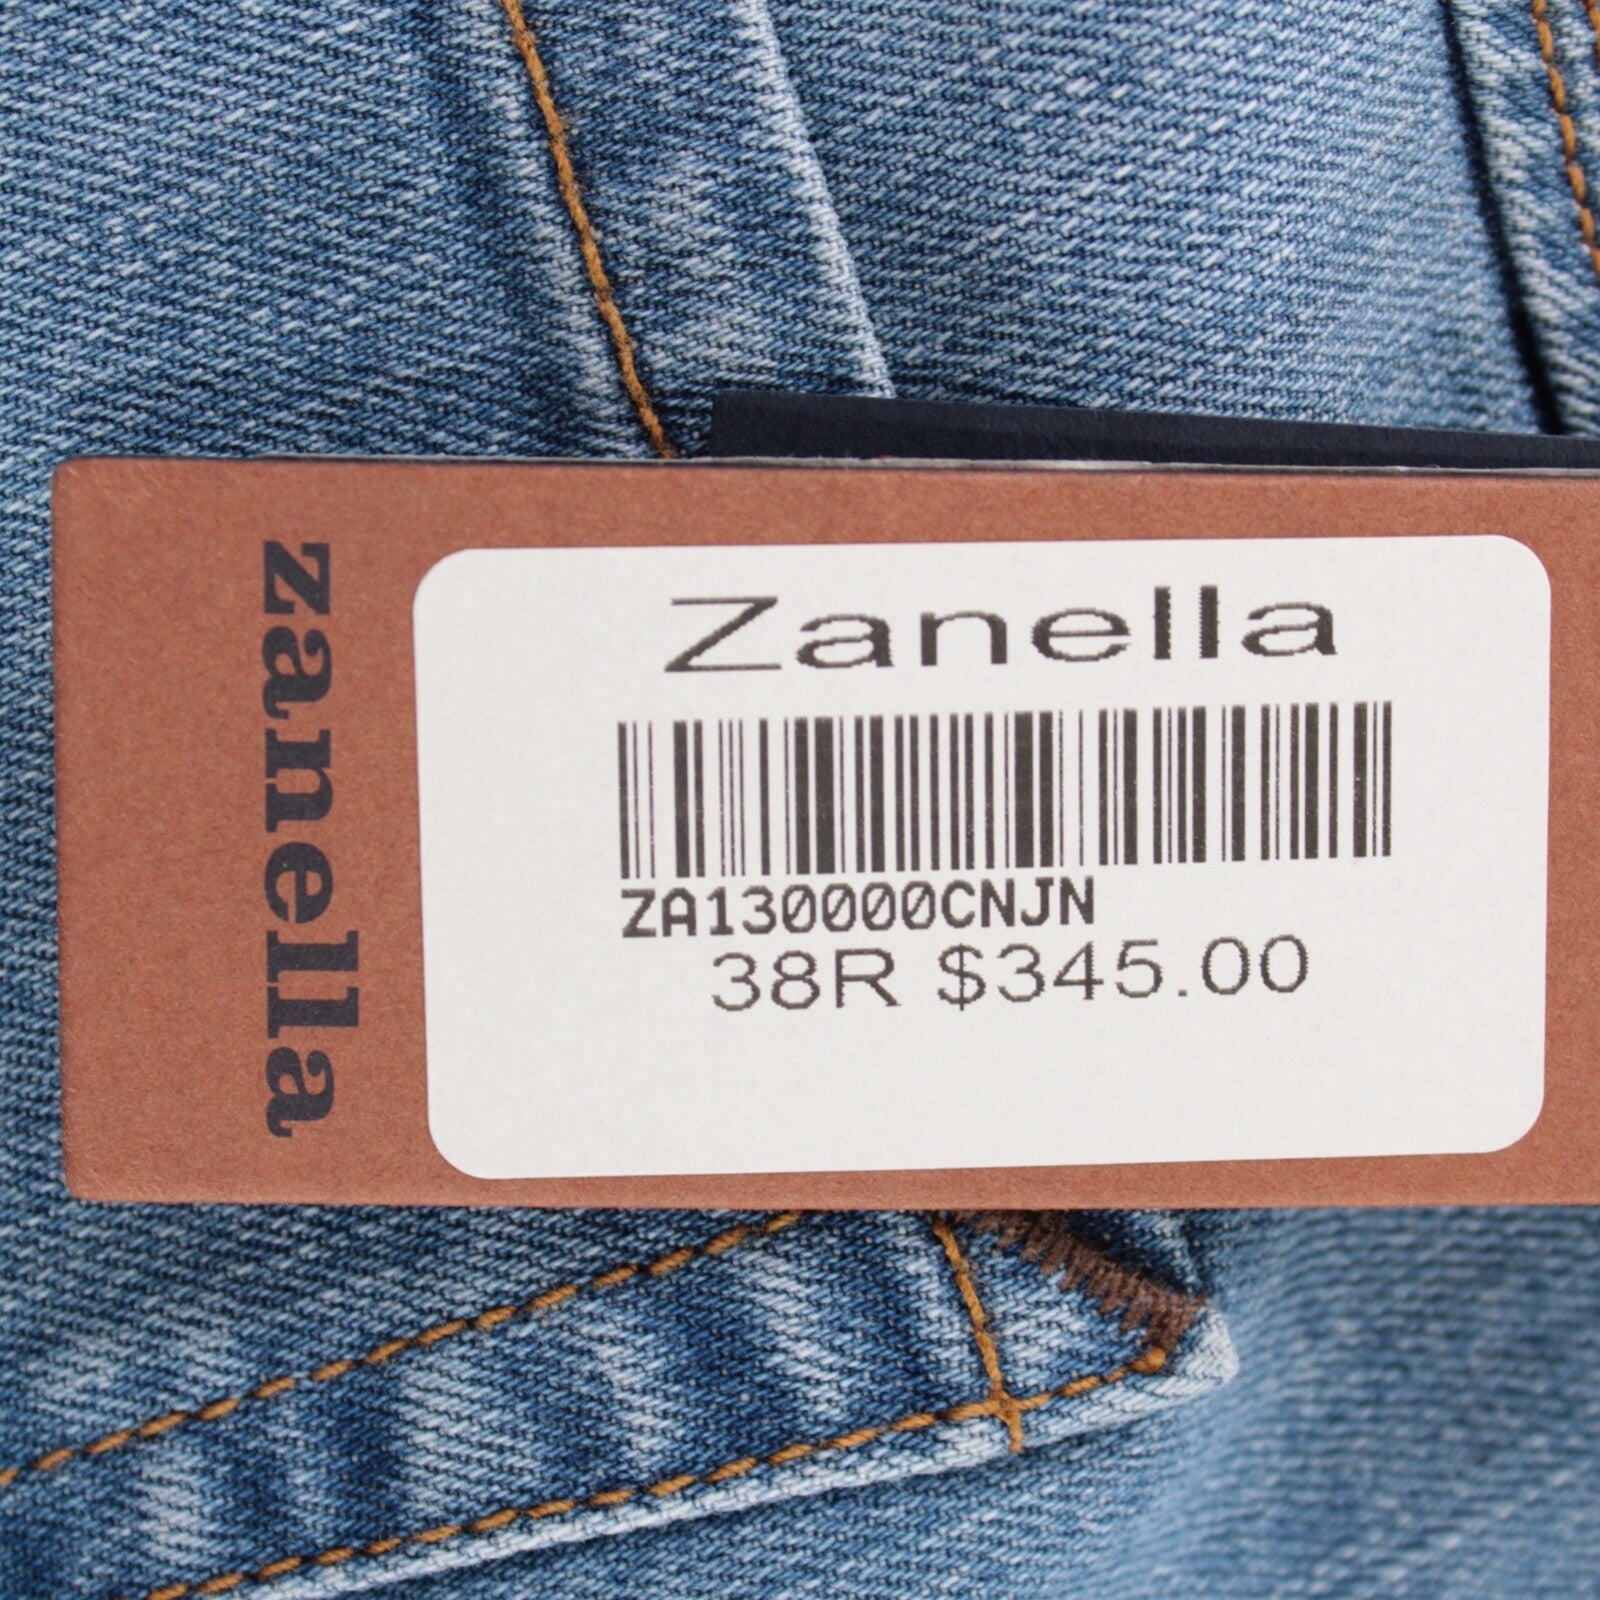 zanella
Zanella
ZA130000CNJN
38R $345.00